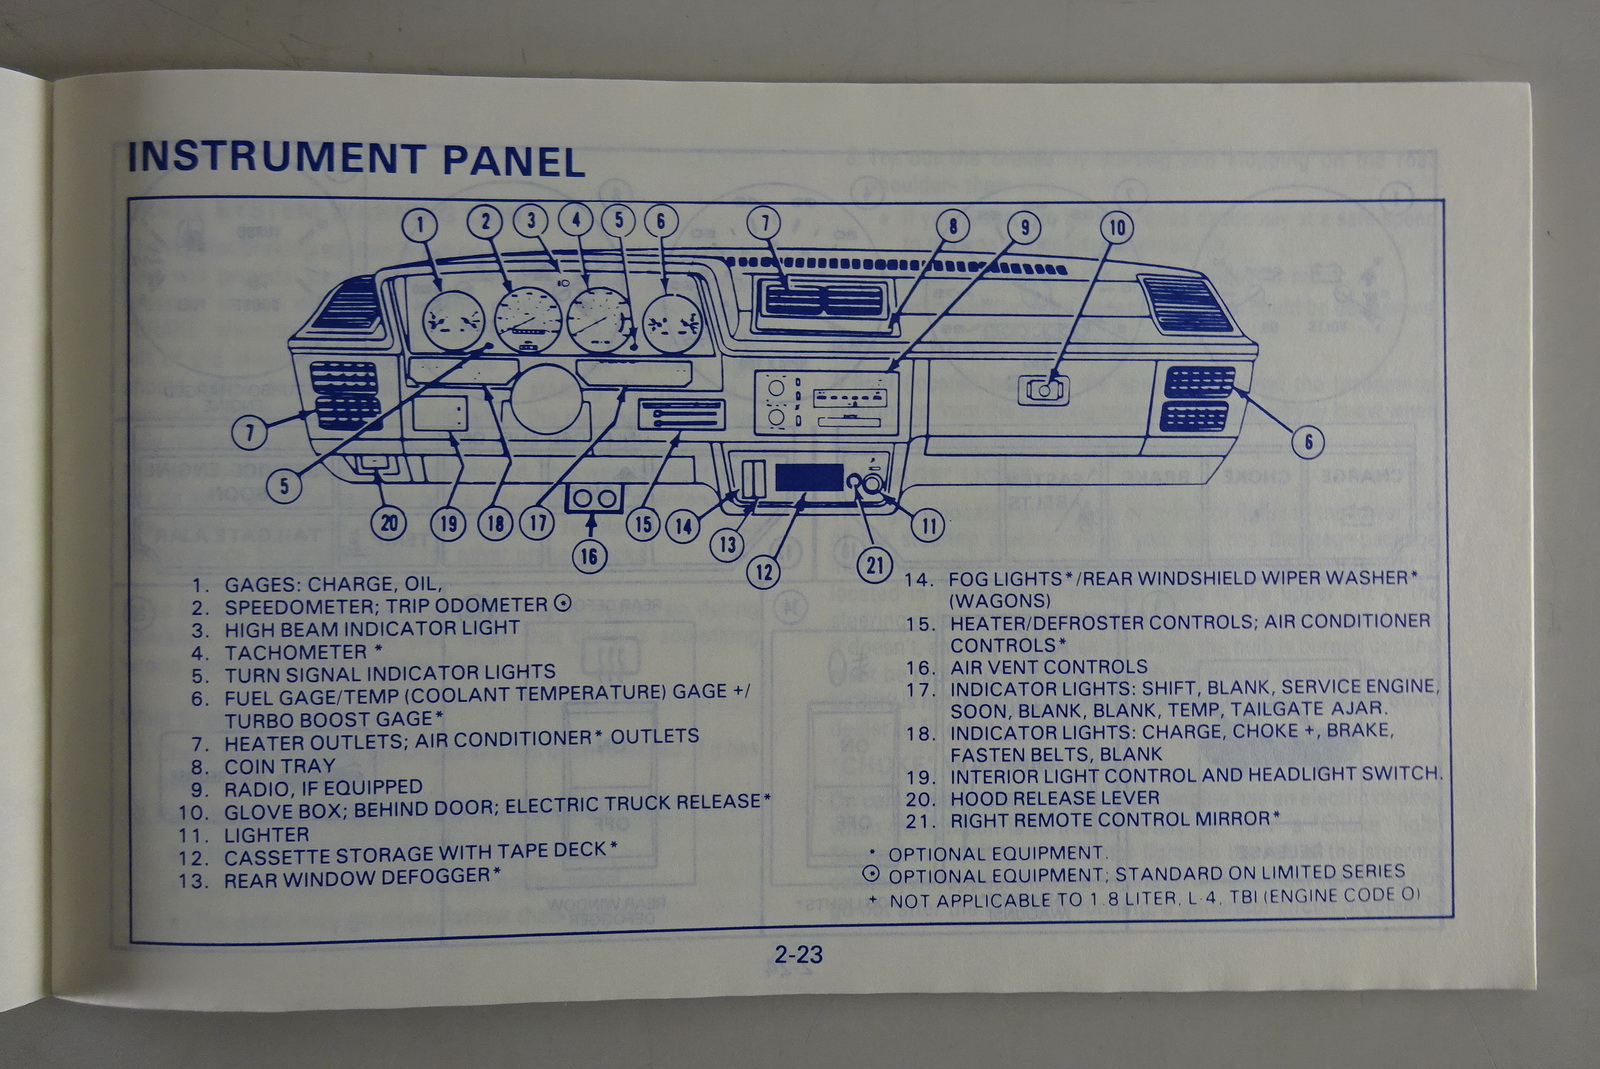 INSTRUMENT PANEL
1 2 3 4 5 6 7 8 9 10
7 6
5
20 19 18 17 16 15 14 13 12 21 11
1. GAGES: CHARGE, OIL,
2. SPEEDOMETER; TRIP ODOMETER ⊙
3. HIGH BEAM INDICATOR LIGHT
4. TACHOMETER *
5. TURN SIGNAL INDICATOR LIGHTS
6. FUEL GAGE/TEMP (COOLANT TEMPERATURE) GAGE +/
TURBO BOOST GAGE*
7. HEATER OUTLETS; AIR CONDITIONER* OUTLETS
8. COIN TRAY
9. RADIO, IF EQUIPPED
10. GLOVE BOX; BEHIND DOOR; ELECTRIC TRUCK RELEASE*
11. LIGHTER
12. CASSETTE STORAGE WITH TAPE DECK*
13. REAR WINDOW DEFOGGER*
14. FOG LIGHTS*/REAR WINDSHIELD WIPER WASHER*
(WAGONS)
15. HEATER/DEFROSTER CONTROLS; AIR CONDITIONER
CONTROLS*
16. AIR VENT CONTROLS
17. INDICATOR LIGHTS: SHIFT, BLANK, SERVICE ENGINE,
SOON, BLANK, BLANK, TEMP, TAILGATE AJAR.
18. INDICATOR LIGHTS: CHARGE, CHOKE +, BRAKE,
FASTEN BELTS, BLANK
19. INTERIOR LIGHT CONTROL AND HEADLIGHT SWITCH.
20. HOOD RELEASE LEVER
21. RIGHT REMOTE CONTROL MIRROR*
* OPTIONAL EQUIPMENT.
⊙ OPTIONAL EQUIPMENT; STANDARD ON LIMITED SERIES
+ NOT APPLICABLE TO 1.8 LITER, L-4, TBI (ENGINE CODE O)
2-23